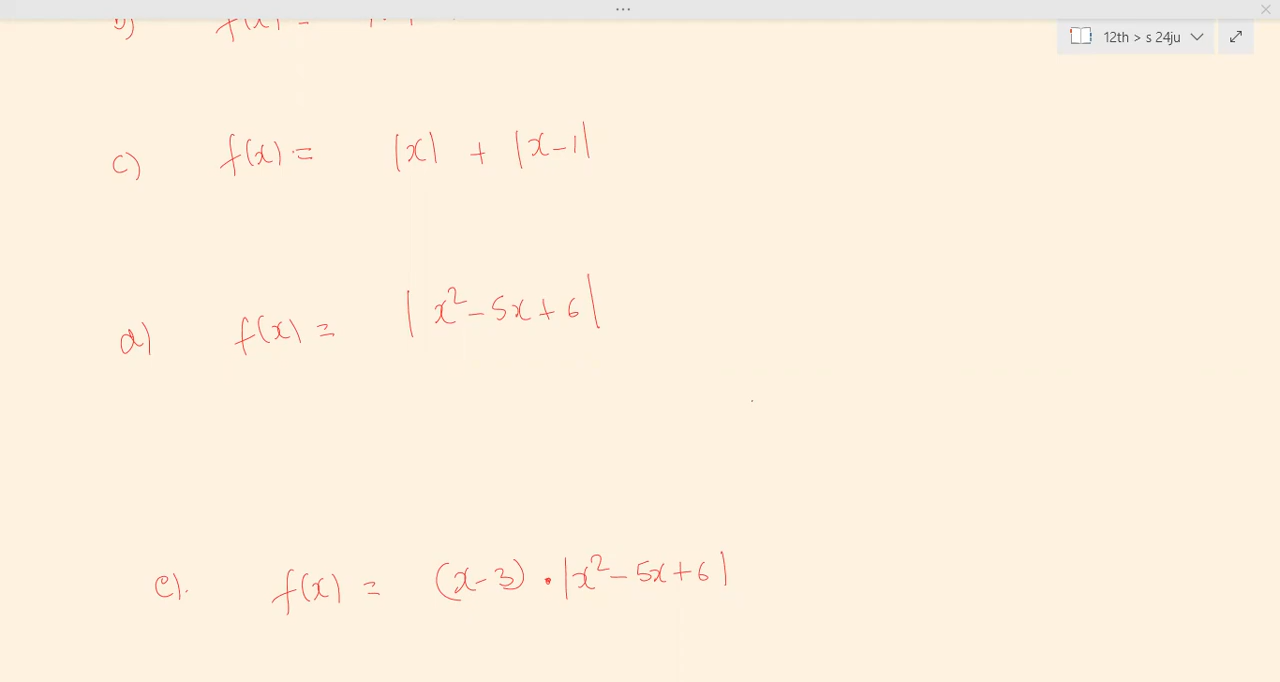 ...
12th > s 24ju
b) f(x) =
c) f(x) = |x| + |x-1|
d) f(x) = |x² - 5x + 6|
e). f(x) = (x-3) · |x² - 5x + 6|